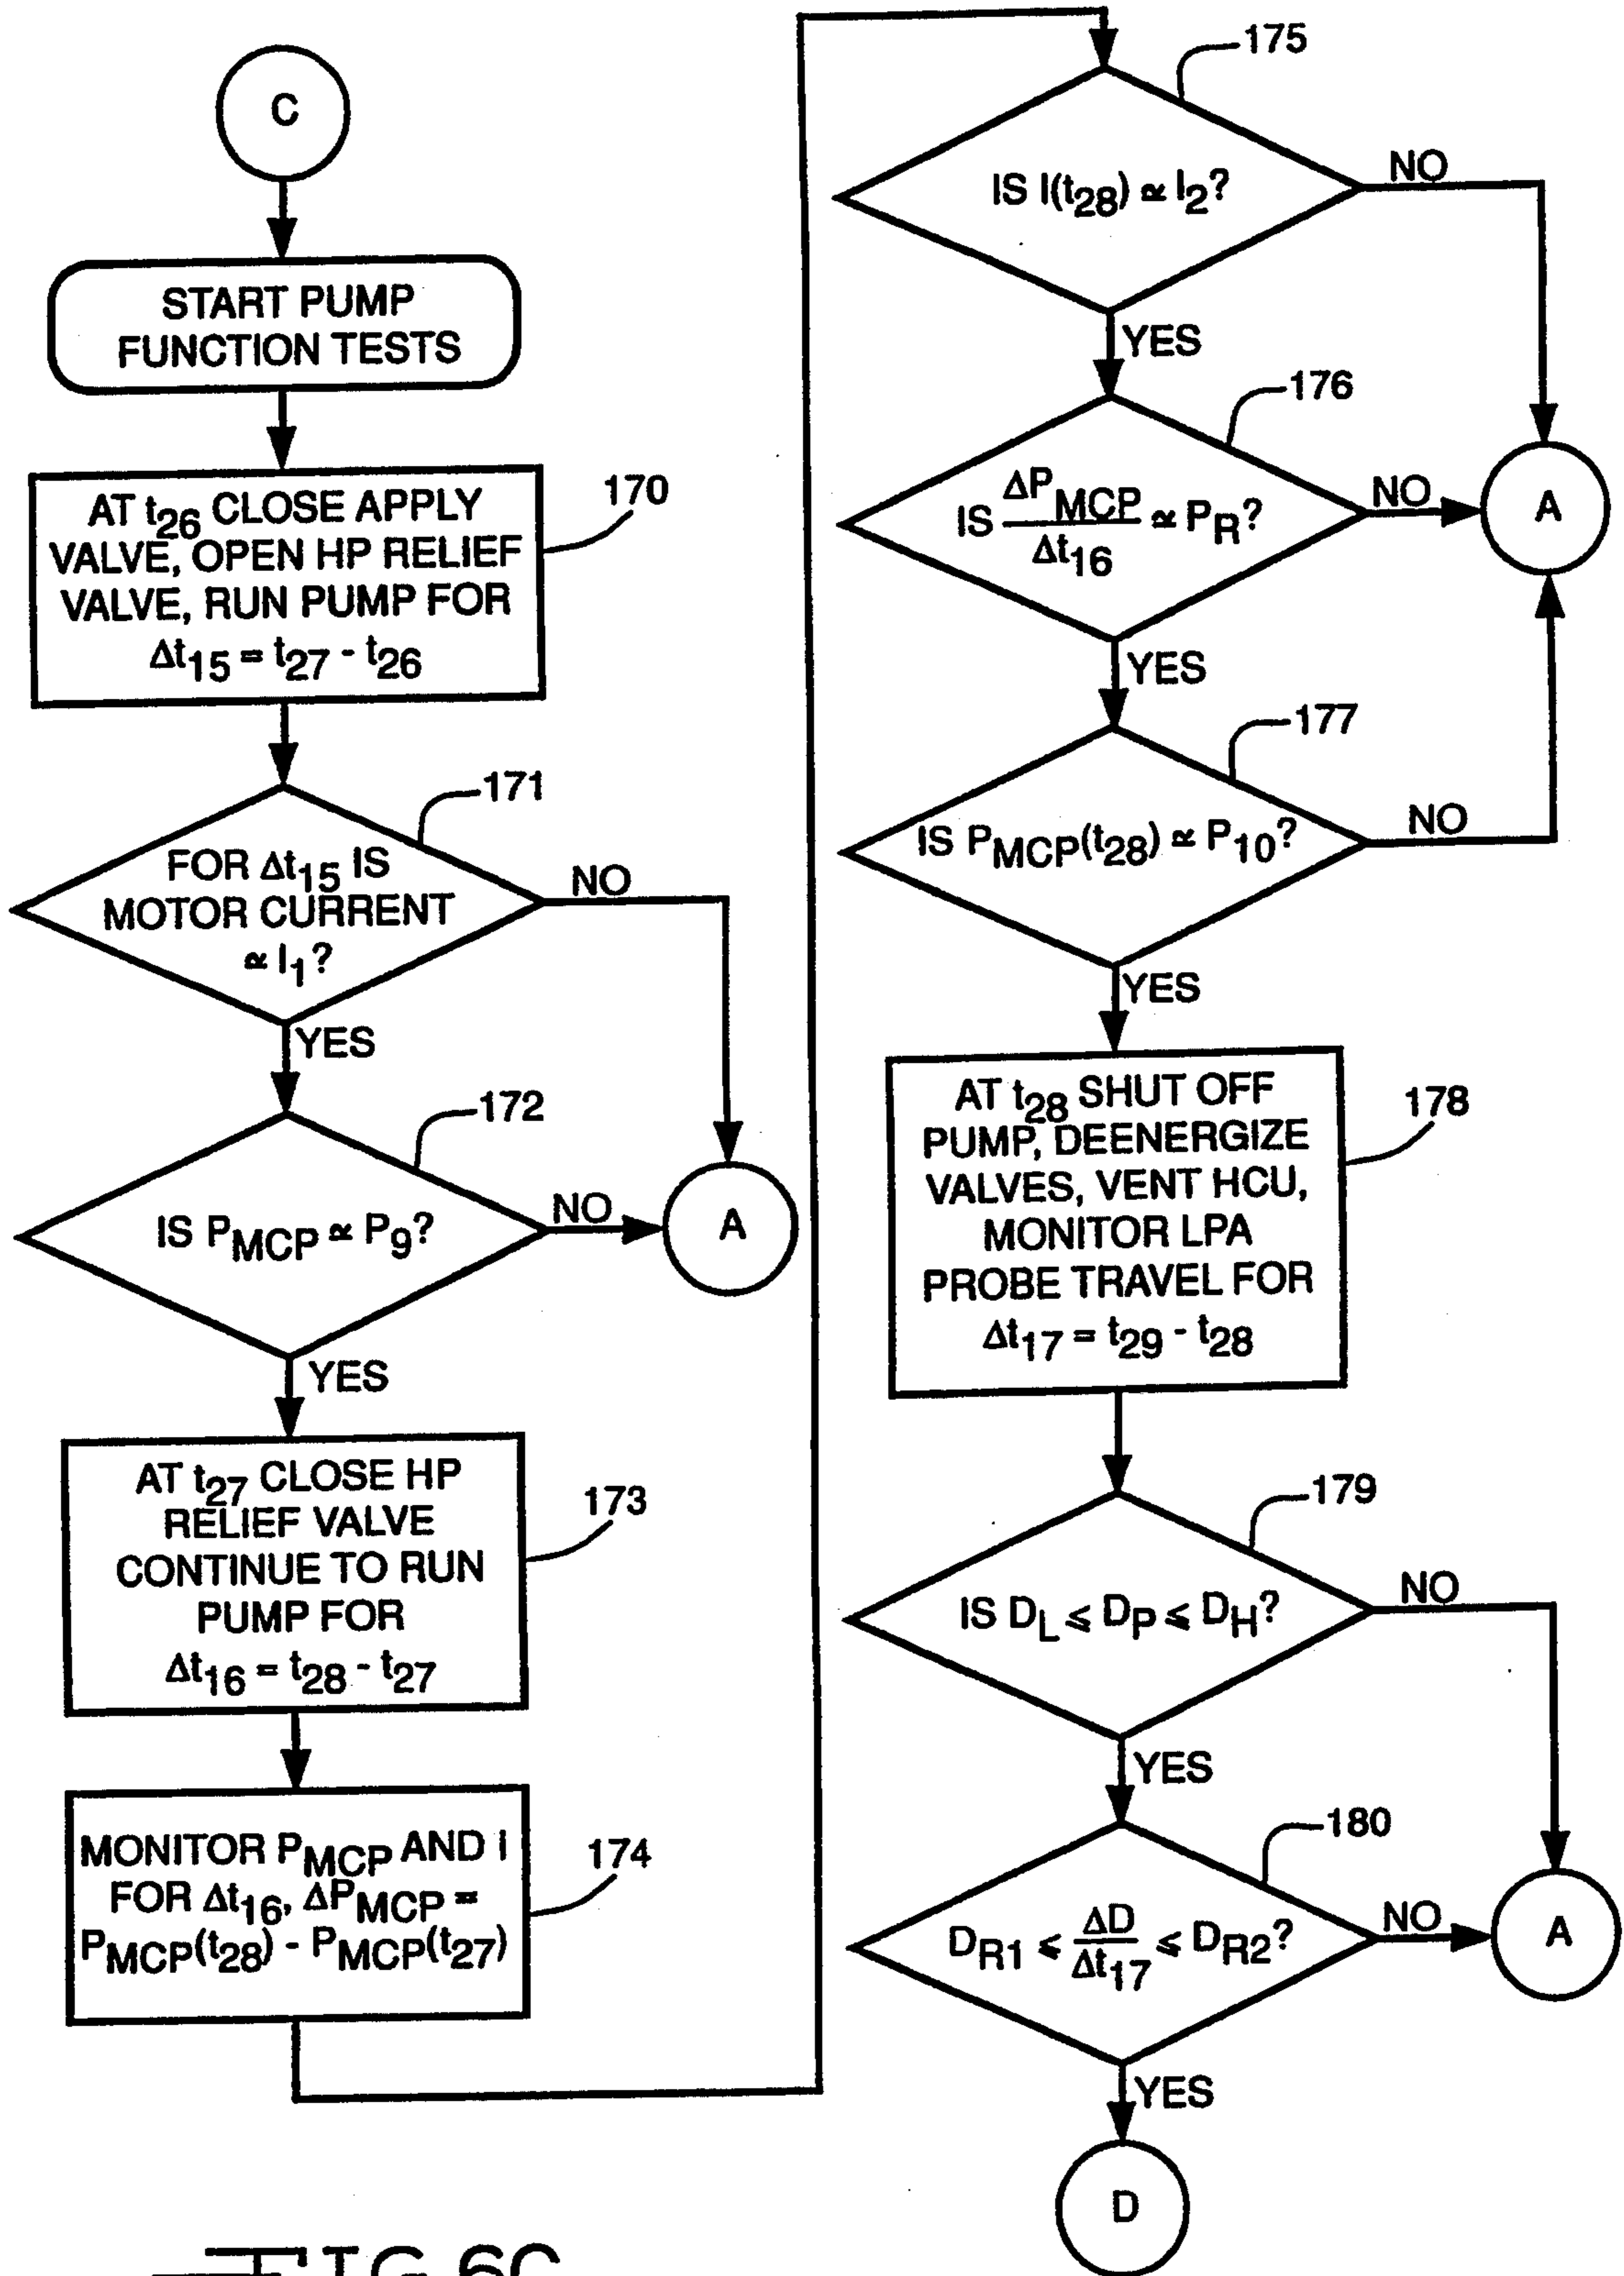 C
START PUMP
FUNCTION TESTS
AT t26 CLOSE APPLY
VALVE, OPEN HP RELIEF
VALVE, RUN PUMP FOR
Δt15 = t27 - t26
170
FOR Δt15 IS
MOTOR CURRENT
≃ I1?
171
NO
YES
IS PMCP ≃ P9?
172
NO
A
YES
AT t27 CLOSE HP
RELIEF VALVE
CONTINUE TO RUN
PUMP FOR
Δt16 = t28 - t27
173
MONITOR PMCP AND I
FOR Δt16, ΔPMCP =
PMCP(t28) - PMCP(t27)
174
175
IS I(t28) ≃ I2?
NO
YES
176
IS ΔPMCP/Δt16 ≃ PR?
NO
A
YES
177
IS PMCP(t28) ≃ P10?
NO
YES
AT t28 SHUT OFF
PUMP, DEENERGIZE
VALVES, VENT HCU,
MONITOR LPA
PROBE TRAVEL FOR
Δt17 = t29 - t28
178
179
IS DL ⩽ DP ⩽ DH?
NO
YES
180
DR1 ⩽ ΔD/Δt17 ⩽ DR2?
NO
A
YES
D
FIG 6C